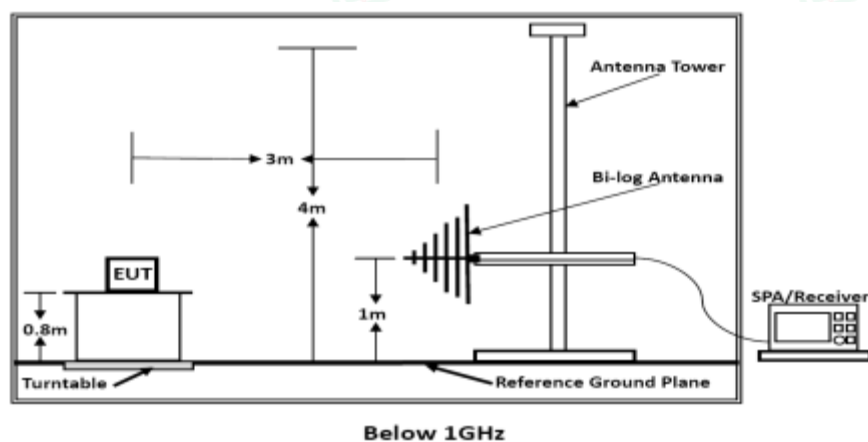 Antenna Tower
3m
Bi-log Antenna
4m
EUT
1m
0.8m
SPA/Receiver
Turntable
Reference Ground Plane
Below 1GHz